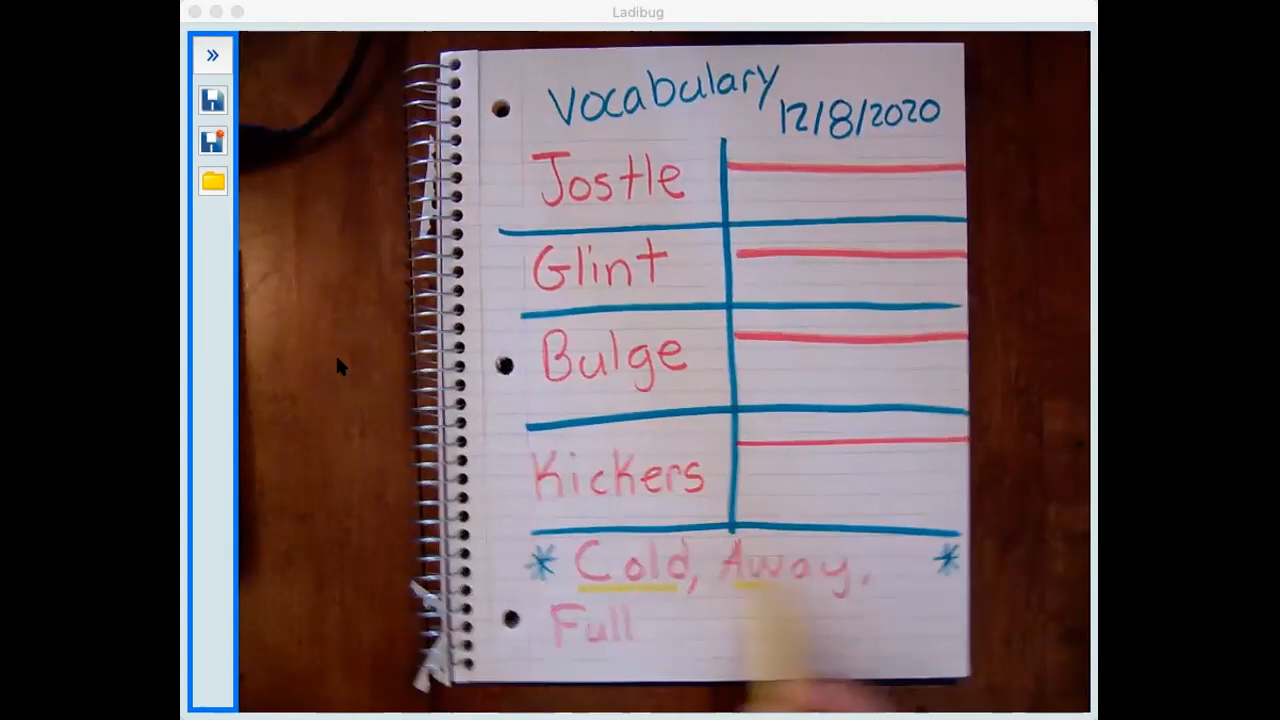 Ladibug
Vocabulary
12/8/2020
Jostle
Glint
Bulge
Kickers
* Cold, Away, *
Full